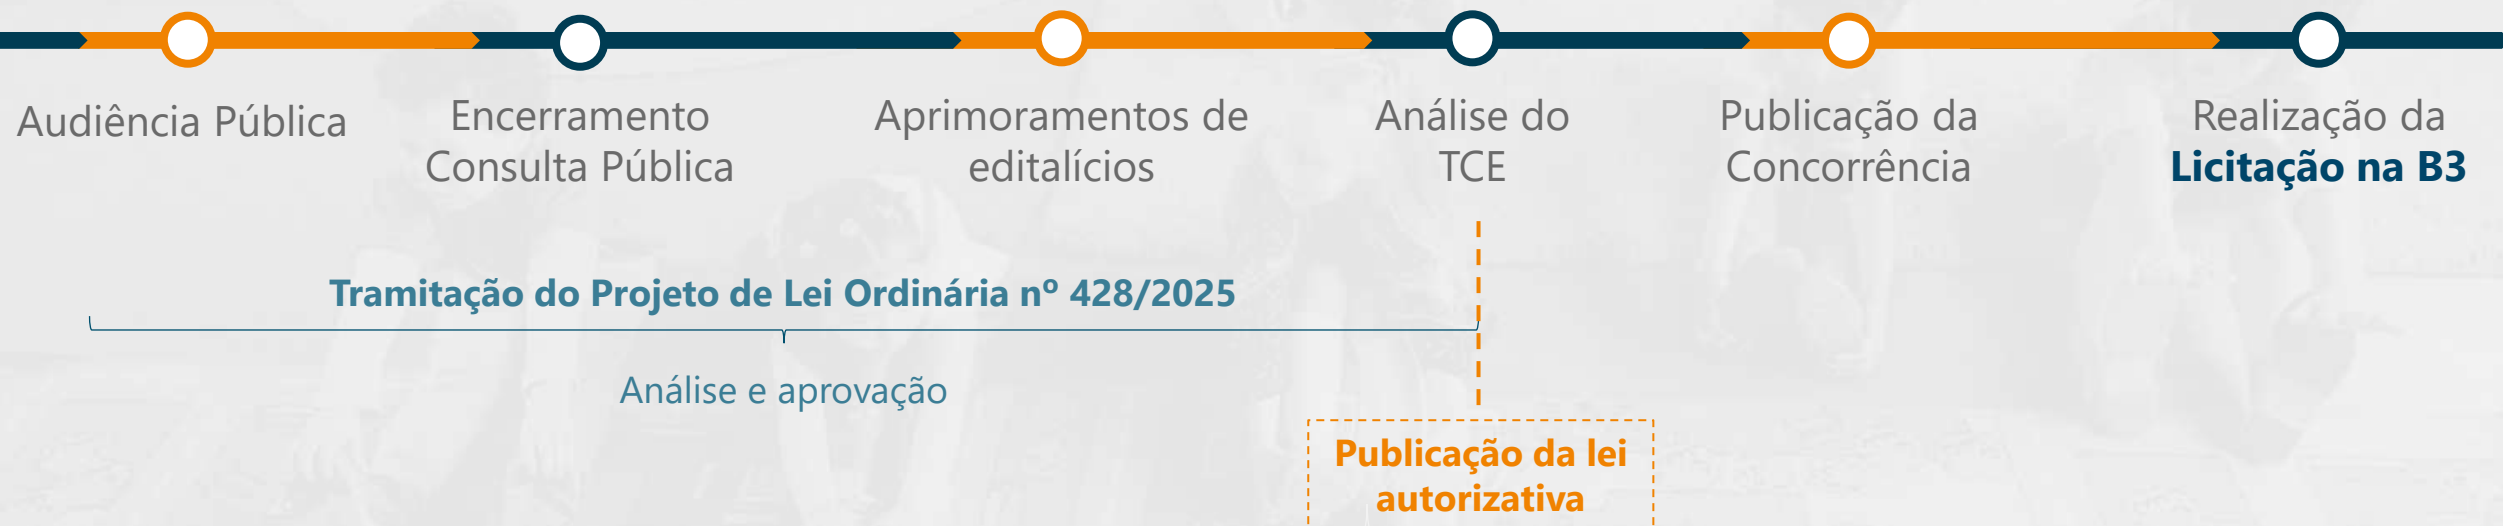 Audiência Pública
Encerramento
Consulta Pública
Aprimoramentos de
editalícios
Análise do
TCE
Publicação da
Concorrência
Realização da
Licitação na B3
Tramitação do Projeto de Lei Ordinária nº 428/2025
Análise e aprovação
Publicação da lei
autorizativa